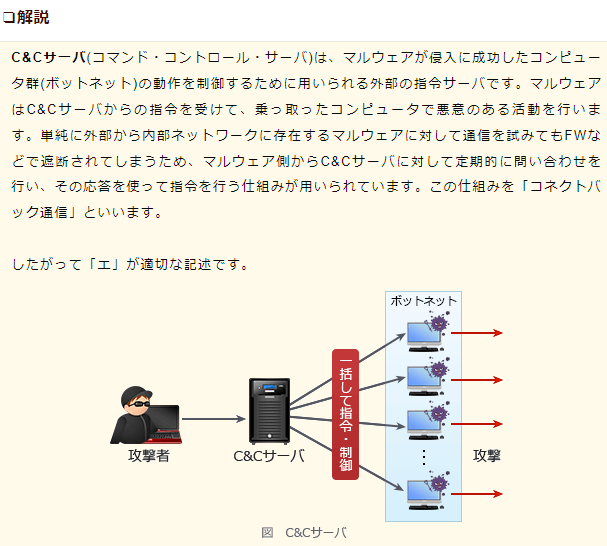 ❏解説
C&Cサーバ(コマンド・コントロール・サーバ)は、マルウェアが侵入に成功したコンピュー
タ群(ボットネット)の動作を制御するために用いられる外部の指令サーバです。マルウェア
はC&Cサーバからの指令を受けて、乗っ取ったコンピュータで悪意のある活動を行いま
す。単純に外部から内部ネットワークに存在するマルウェアに対して通信を試みてもFWな
どで遮断されてしまうため、マルウェア側からC&Cサーバに対して定期的に問い合わせを
行い、その応答を使って指令を行う仕組みが用いられています。この仕組みを「コネクトバ
ック通信」といいます。
したがって「エ」が適切な記述です。
ボットネット
一括して指令・制御
攻撃者
C&Cサーバ
⋮
攻撃
図　C&Cサーバ